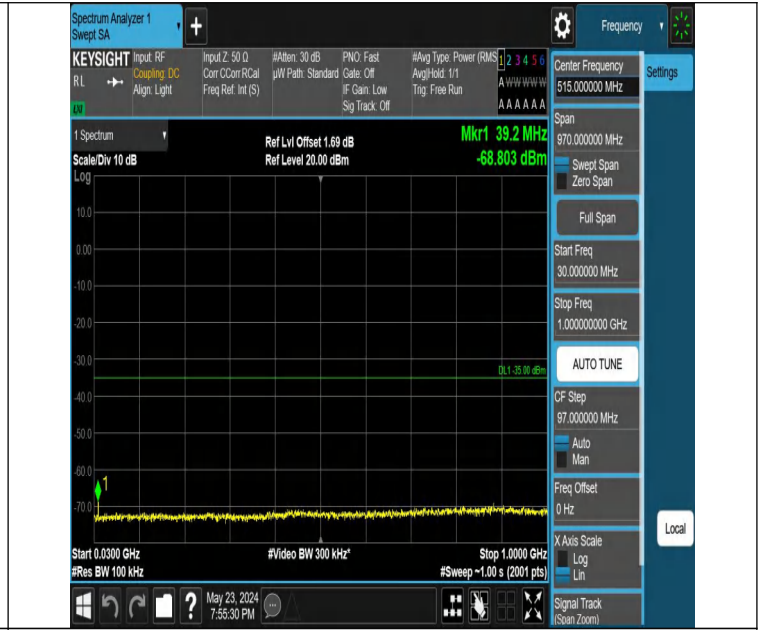 Spectrum Analyzer 1
Swept SA
Frequency
KEYSIGHT
RL
Input: RF
Coupling: DC
Align: Light
Input Z: 50 Ω
Corr CCorr RCal
Freq Ref: Int (S)
#Atten: 30 dB
µW Path: Standard
PNO: Fast
Gate: Off
IF Gain: Low
Sig Track: Off
#Avg Type: Power (RMS
Avg|Hold: 1/1
Trig: Free Run
1 2 3 4 5 6
A W W W W W
A A A A A A
1 Spectrum
Scale/Div 10 dB
Log
Ref Lvl Offset 1.69 dB
Ref Level 20.00 dBm
Mkr1 39.2 MHz
-68.803 dBm
10.0
0.00
-10.0
-20.0
-30.0
DL1 -35.00 dBm
-40.0
-50.0
-60.0
1
-70.0
Start 0.0300 GHz
#Res BW 100 kHz
#Video BW 300 kHz*
Stop 1.0000 GHz
#Sweep ~1.00 s (2001 pts)
Center Frequency
515.000000 MHz
Settings
Span
970.000000 MHz
Swept Span
Zero Span
Full Span
Start Freq
30.000000 MHz
Stop Freq
1.000000000 GHz
AUTO TUNE
CF Step
97.000000 MHz
Auto
Man
Freq Offset
0 Hz
X Axis Scale
Log
Lin
Local
Signal Track
(Span Zoom)
?
May 23, 2024
7:55:30 PM